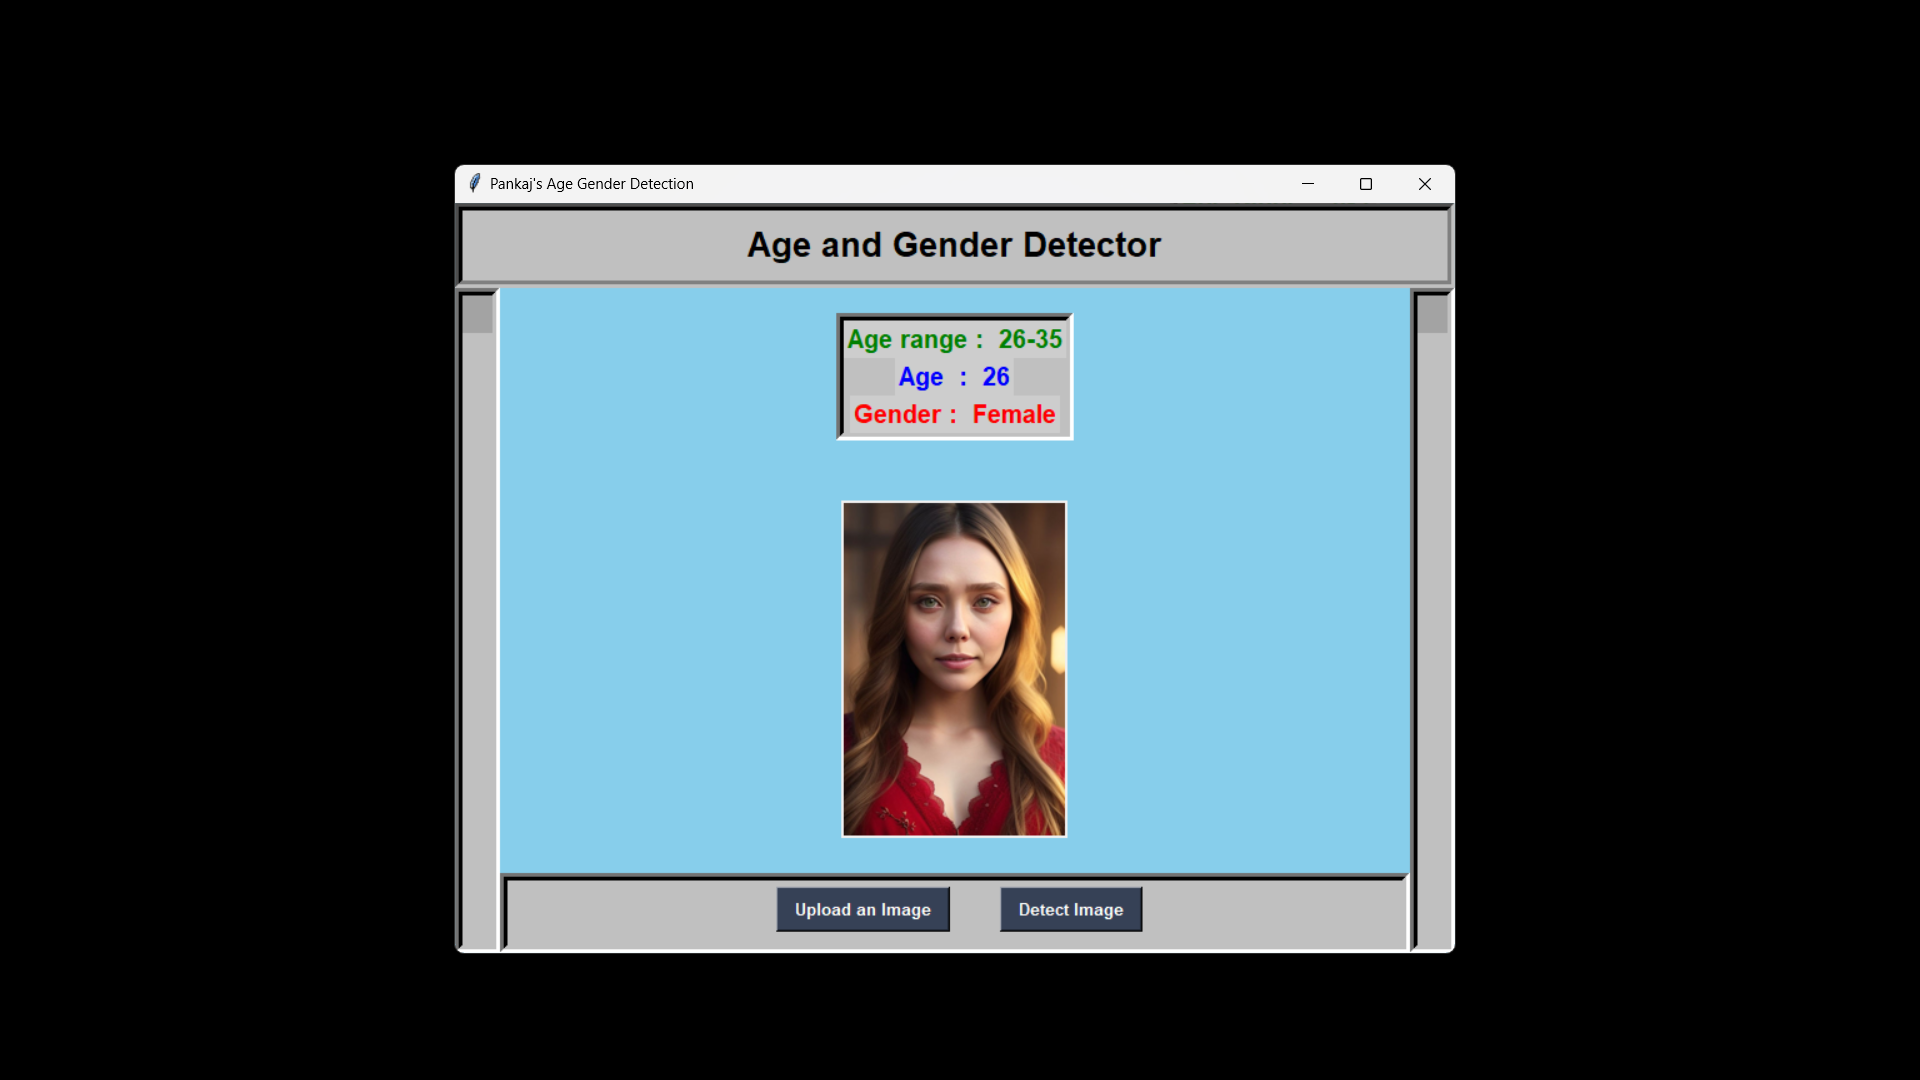 Pankaj's Age Gender Detection
Age and Gender Detector
Age range :  26-35
Age  :  26
Gender :  Female
Upload an Image
Detect Image